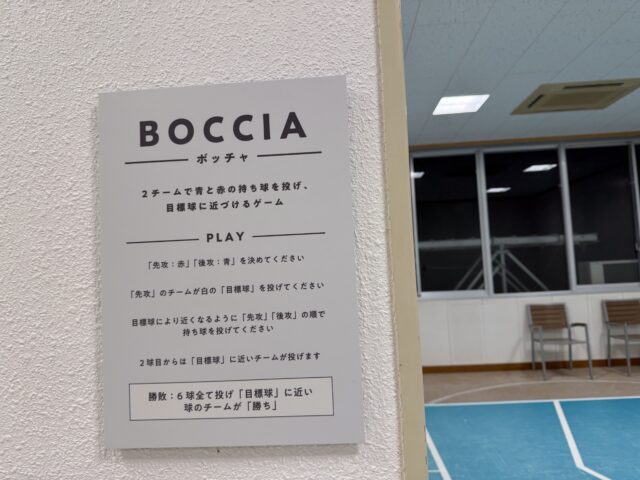 BOCCIA
ボッチャ
2チームで青と赤の持ち球を投げ、
目標球に近づけるゲーム
PLAY
「先攻：赤」「後攻：青」を決めてください
「先攻」のチームが白の「目標球」を投げてください
目標球により近くなるように「先攻」「後攻」の順で
持ち球を投げてください
2球目からは「目標球」に近いチームが投げます
勝敗：6球全て投げ「目標球」に近い
球のチームが「勝ち」